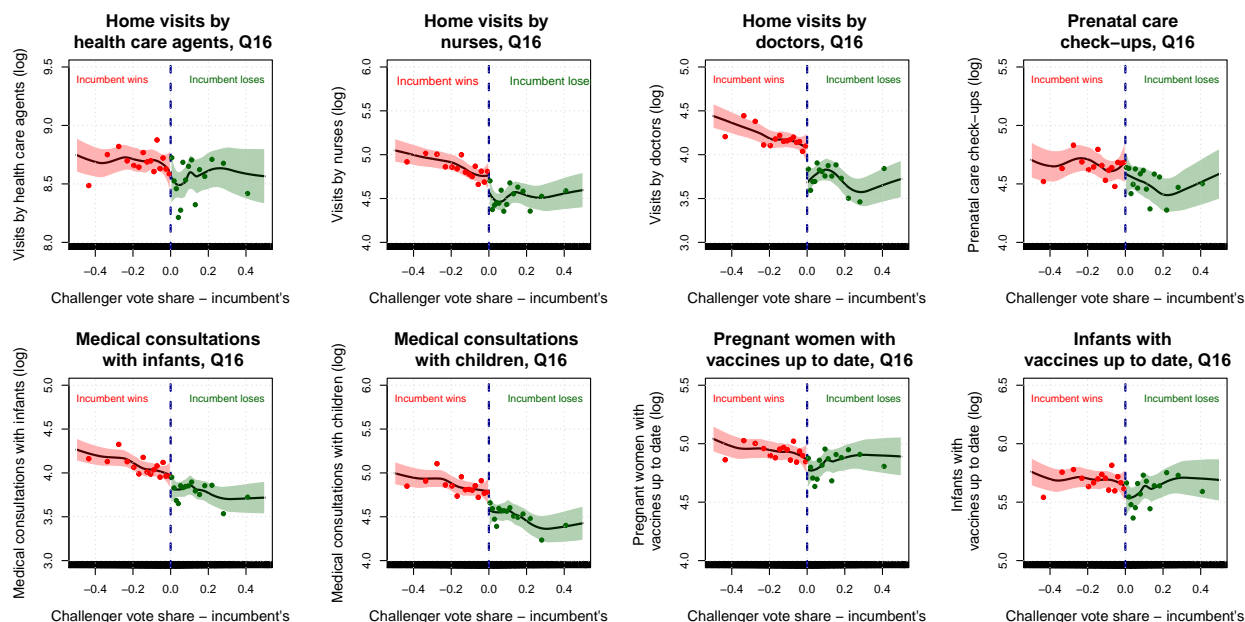 Home visits by
health care agents, Q16
Visits by health care agents (log)
9.5
9.0
8.5
8.0
Incumbent wins
Incumbent loses
−0.4 −0.2 0.0 0.2 0.4
Challenger vote share − incumbent's
Home visits by
nurses, Q16
Visits by nurses (log)
6.0
5.5
5.0
4.5
4.0
Incumbent wins
Incumbent lose
−0.4 −0.2 0.0 0.2 0.4
Challenger vote share − incumbent's
Home visits by
doctors, Q16
Visits by doctors (log)
5.0
4.5
4.0
3.5
3.0
Incumbent wins
Incumbent loses
−0.4 −0.2 0.0 0.2 0.4
Challenger vote share − incumbent's
Prenatal care
check−ups, Q16
Prenatal care check−ups (log)
5.5
5.0
4.5
4.0
Incumbent wins
Incumbent loses
−0.4 −0.2 0.0 0.2 0.4
Challenger vote share − incumbent's
Medical consultations
with infants, Q16
Medical consultations with infants (log)
5.0
4.5
4.0
3.5
3.0
Incumbent wins
Incumbent loses
−0.4 −0.2 0.0 0.2 0.4
Challenger vote share − incumbent's
Medical consultations
with children, Q16
Medical consultations with children (log)
6.0
5.5
5.0
4.5
4.0
Incumbent wins
Incumbent loses
−0.4 −0.2 0.0 0.2 0.4
Challenger vote share − incumbent's
Pregnant women with
vaccines up to date, Q16
Pregnant women with
vaccines up to date (log)
5.5
5.0
4.5
4.0
Incumbent wins
Incumbent loses
−0.4 −0.2 0.0 0.2 0.4
Challenger vote share − incumbent's
Infants with
vaccines up to date, Q16
Infants with
vaccines up to date (log)
6.5
6.0
5.5
5.0
Incumbent wins
Incumbent loses
−0.4 −0.2 0.0 0.2 0.4
Challenger vote share − incumbent's